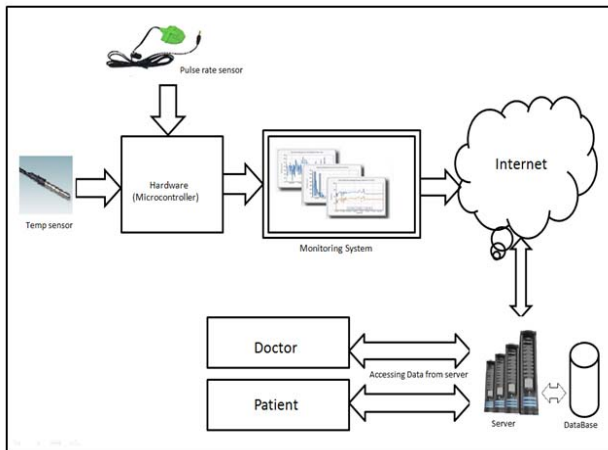 Pulse rate sensor
Hardware
(Microcontroller)
Temp sensor
Monitoring System
Internet
Doctor
Accessing Data from server
Patient
Server
DataBase